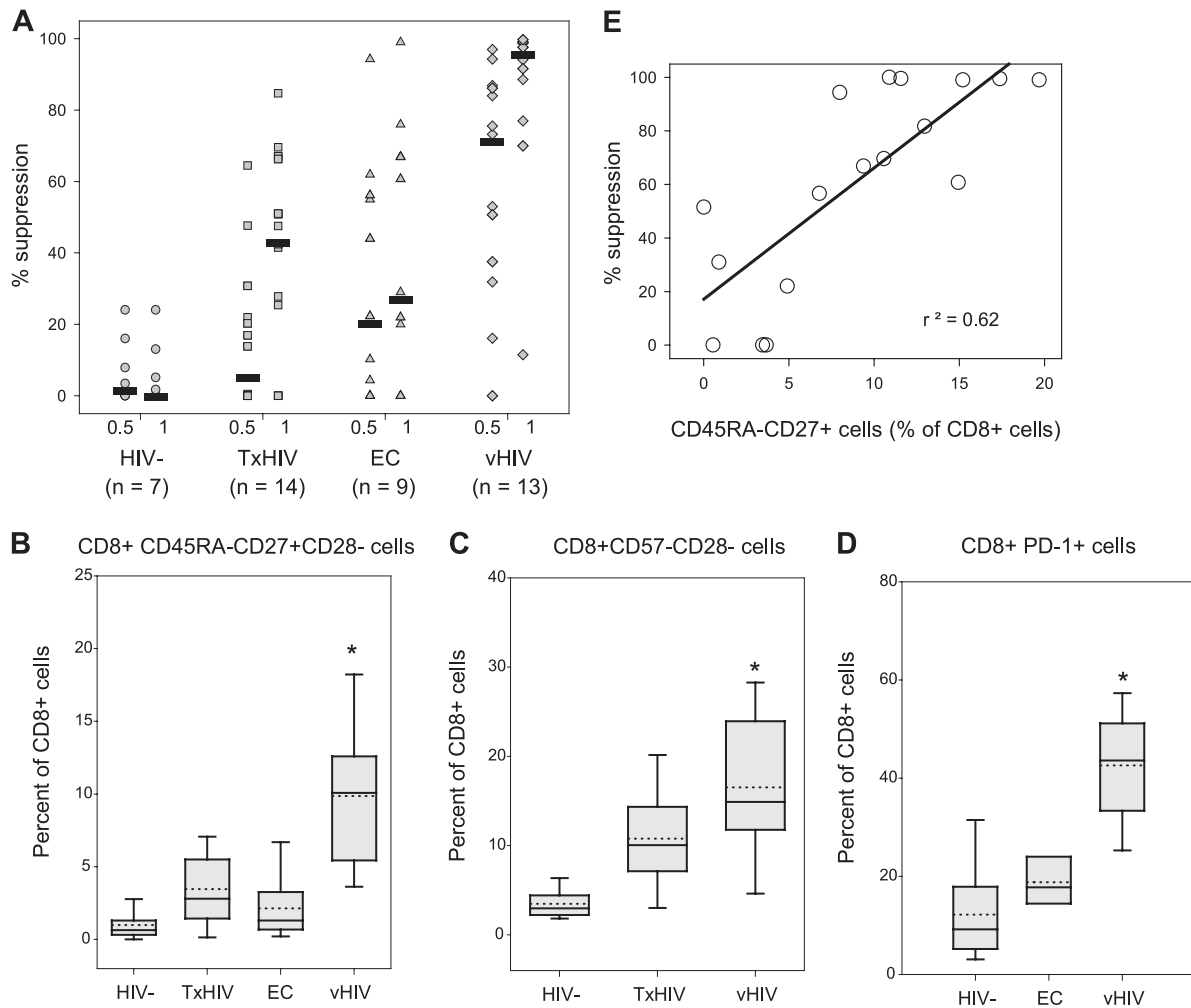 A
E
100
80
60
40
20
0
% suppression
0.5 1 0.5 1 0.5 1 0.5 1
HIV- TxHIV EC vHIV
(n = 7) (n = 14) (n = 9) (n = 13)
100
80
60
40
20
0
% suppression
r ² = 0.62
0 5 10 15 20
CD45RA-CD27+ cells (% of CD8+ cells)
B CD8+ CD45RA-CD27+CD28- cells
25
20
15
10
5
0
Percent of CD8+ cells
*
HIV- TxHIV EC vHIV
C CD8+CD57-CD28- cells
40
30
20
10
0
Percent of CD8+ cells
*
HIV- TxHIV vHIV
D CD8+ PD-1+ cells
80
60
40
20
0
Percent of CD8+ cells
*
HIV- EC vHIV